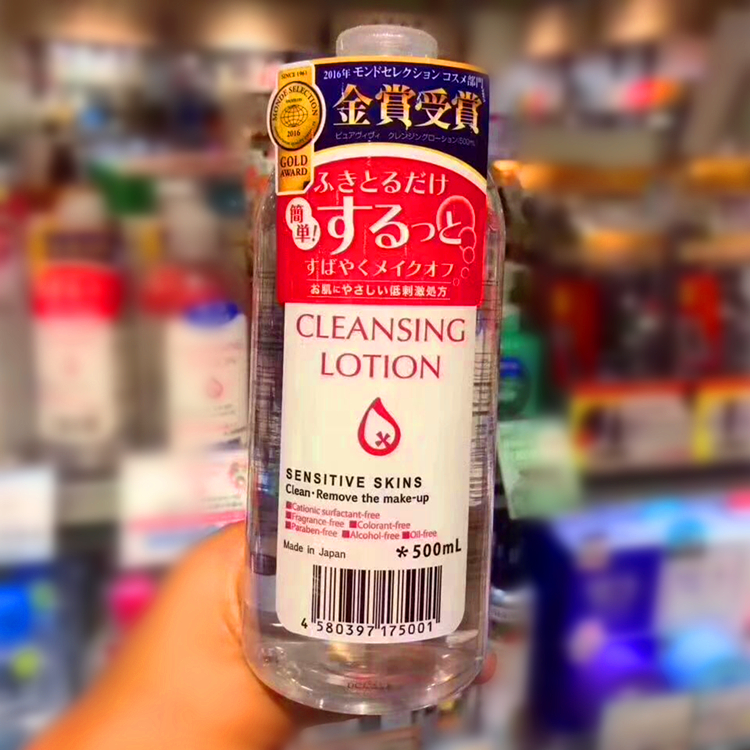 SINCE 1961
MONDE SELECTION
2016
GOLD
AWARD
2016年 モンドセレクション コスメ部門
金賞受賞
ピュアヴィヴィ クレンジングローション500mL
ふきとるだけ
簡単!
するっと
すばやくメイクオフ
お肌にやさしい低刺激処方
CLEANSING
LOTION
SENSITIVE SKINS
Clean・Remove the make-up
■Cationic surfactant-free
■Fragrance-free ■Colorant-free
■Paraben-free ■Alcohol-free ■Oil-free
Made in Japan
*500mL
4 580397 175001